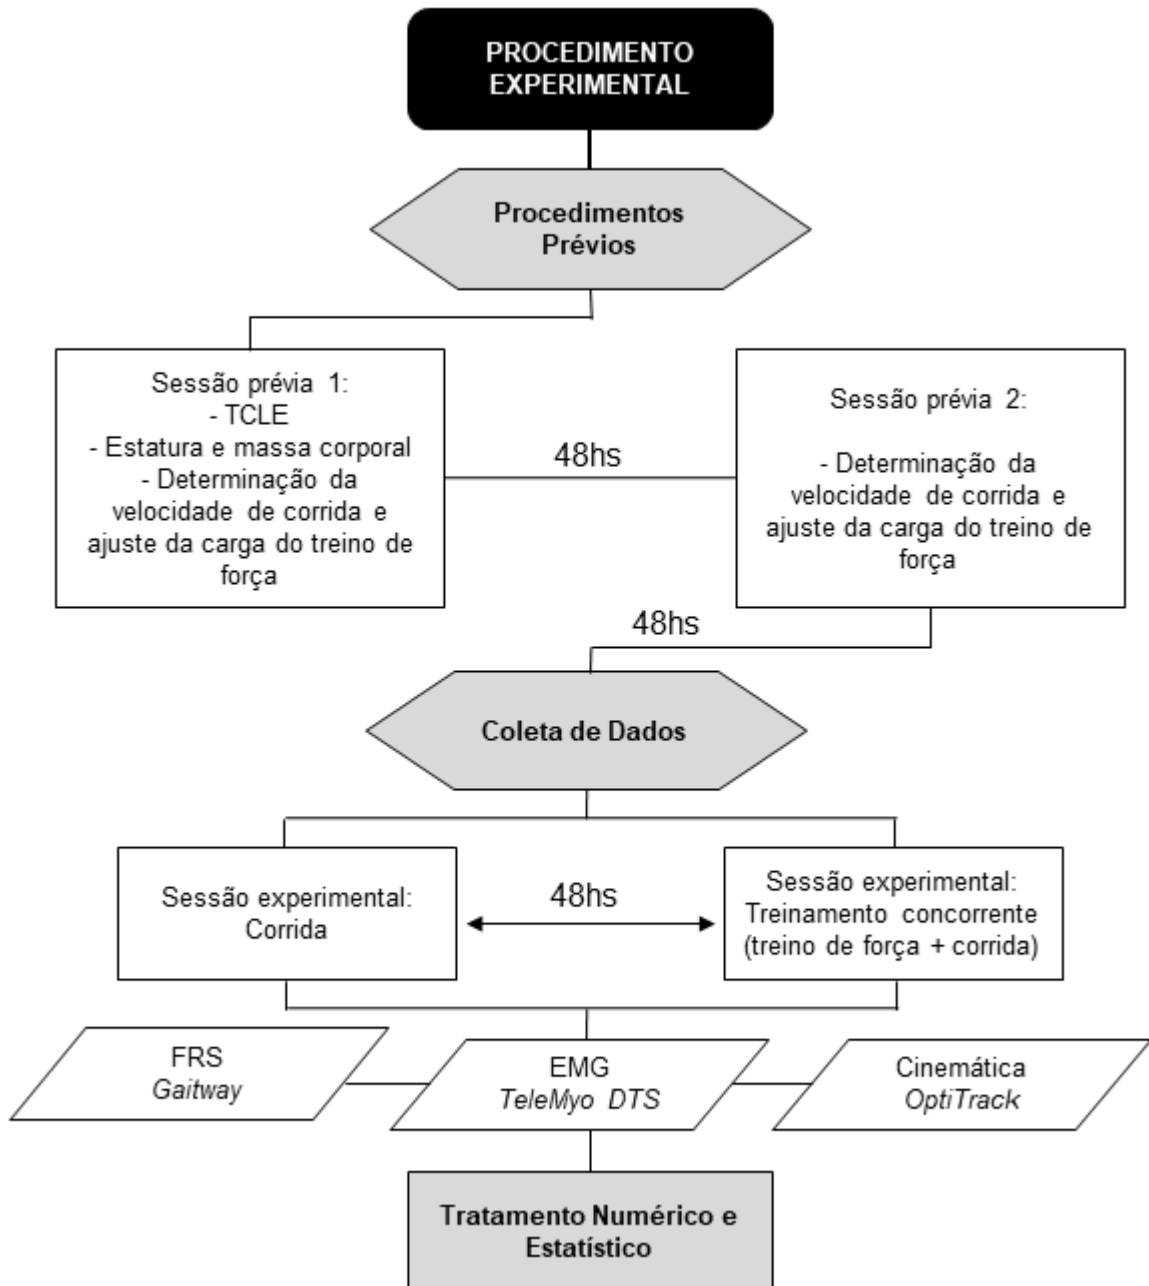 PROCEDIMENTO
EXPERIMENTAL
Procedimentos
Prévios
Sessão prévia 1:
- TCLE
- Estatura e massa corporal
- Determinação da
velocidade de corrida e
ajuste da carga do treino de
força
48hs
Sessão prévia 2:
- Determinação da
velocidade de corrida e
ajuste da carga do treino de
força
48hs
Coleta de Dados
Sessão experimental:
Corrida
48hs
Sessão experimental:
Treinamento concorrente
(treino de força + corrida)
FRS
Gaitway
EMG
TeleMyo DTS
Cinemática
OptiTrack
Tratamento Numérico e
Estatístico